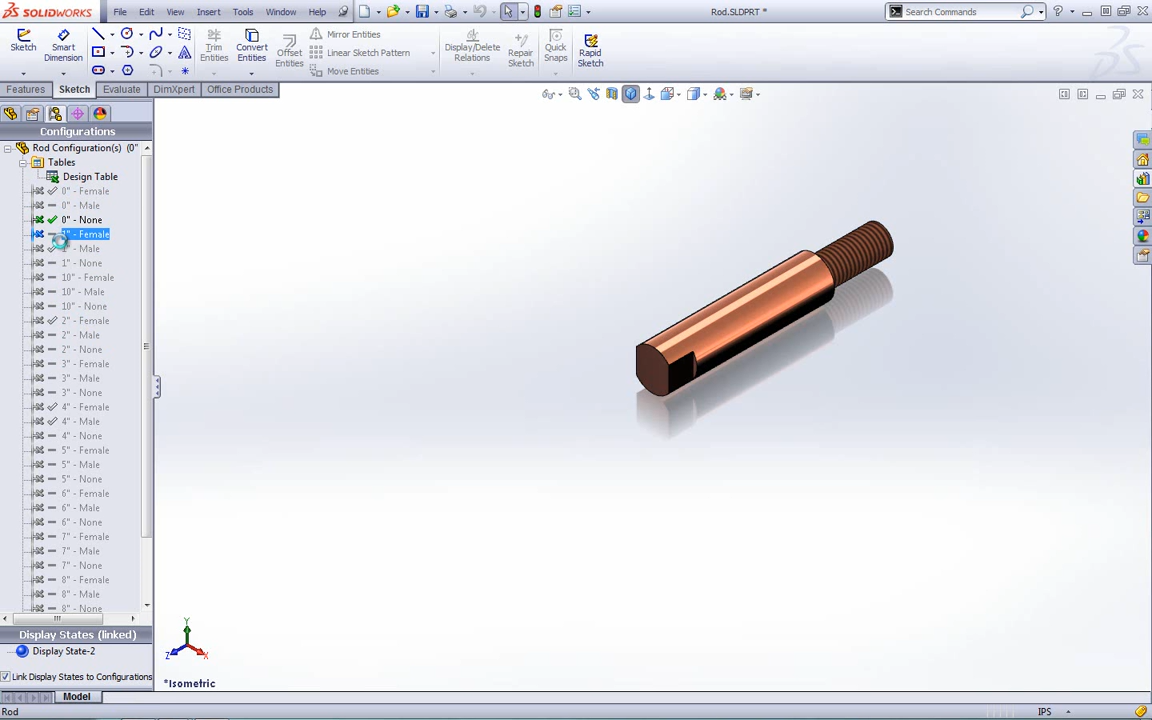 SOLIDWORKS File Edit View Insert Tools Window Help Rod.SLDPRT * Search Commands
Sketch Smart Dimension Trim Entities Convert Entities Offset Entities Mirror Entities Linear Sketch Pattern Move Entities Display/Delete Relations Repair Sketch Quick Snaps Rapid Sketch
Features Sketch Evaluate DimXpert Office Products
Configurations
Rod Configuration(s) (0"
Tables
Design Table
0" - Female
0" - Male
0" - None
1" - Female
1" - Male
1" - None
10" - Female
10" - Male
10" - None
2" - Female
2" - Male
2" - None
3" - Female
3" - Male
3" - None
4" - Female
4" - Male
4" - None
5" - Female
5" - Male
5" - None
6" - Female
6" - Male
6" - None
7" - Female
7" - Male
7" - None
8" - Female
8" - Male
8" - None
Display States (linked)
Display State-2
Link Display States to Configurations
Y
Z X
*Isometric
Model
Rod IPS